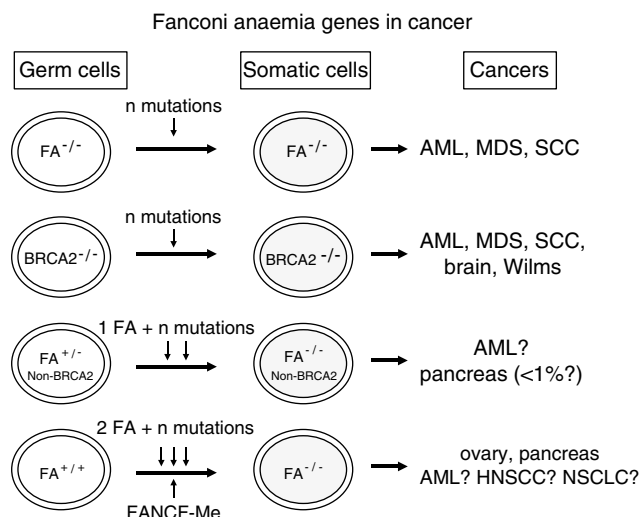 Fanconi anaemia genes in cancer
Germ cells
Somatic cells
Cancers
n mutations
FA-/-
FA-/-
AML, MDS, SCC
n mutations
BRCA2-/-
BRCA2-/-
AML, MDS, SCC,
brain, Wilms
1 FA + n mutations
FA+/-
Non-BRCA2
FA-/-
Non-BRCA2
AML?
pancreas (<1%?)
2 FA + n mutations
FA+/+
FANCF-Me
FA-/-
ovary, pancreas
AML? HNSCC? NSCLC?